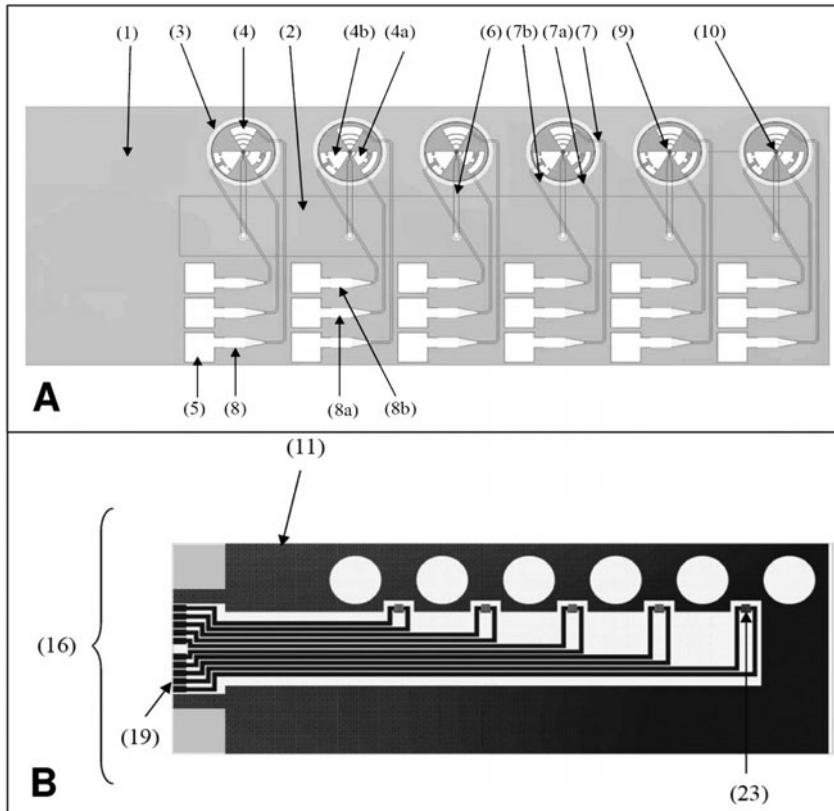 (1) (3) (4) (2) (4b) (4a) (6) (7b) (7a) (7) (9) (10)
A
(5) (8) (8a) (8b)
(11)
(16)
(19)
B
(23)